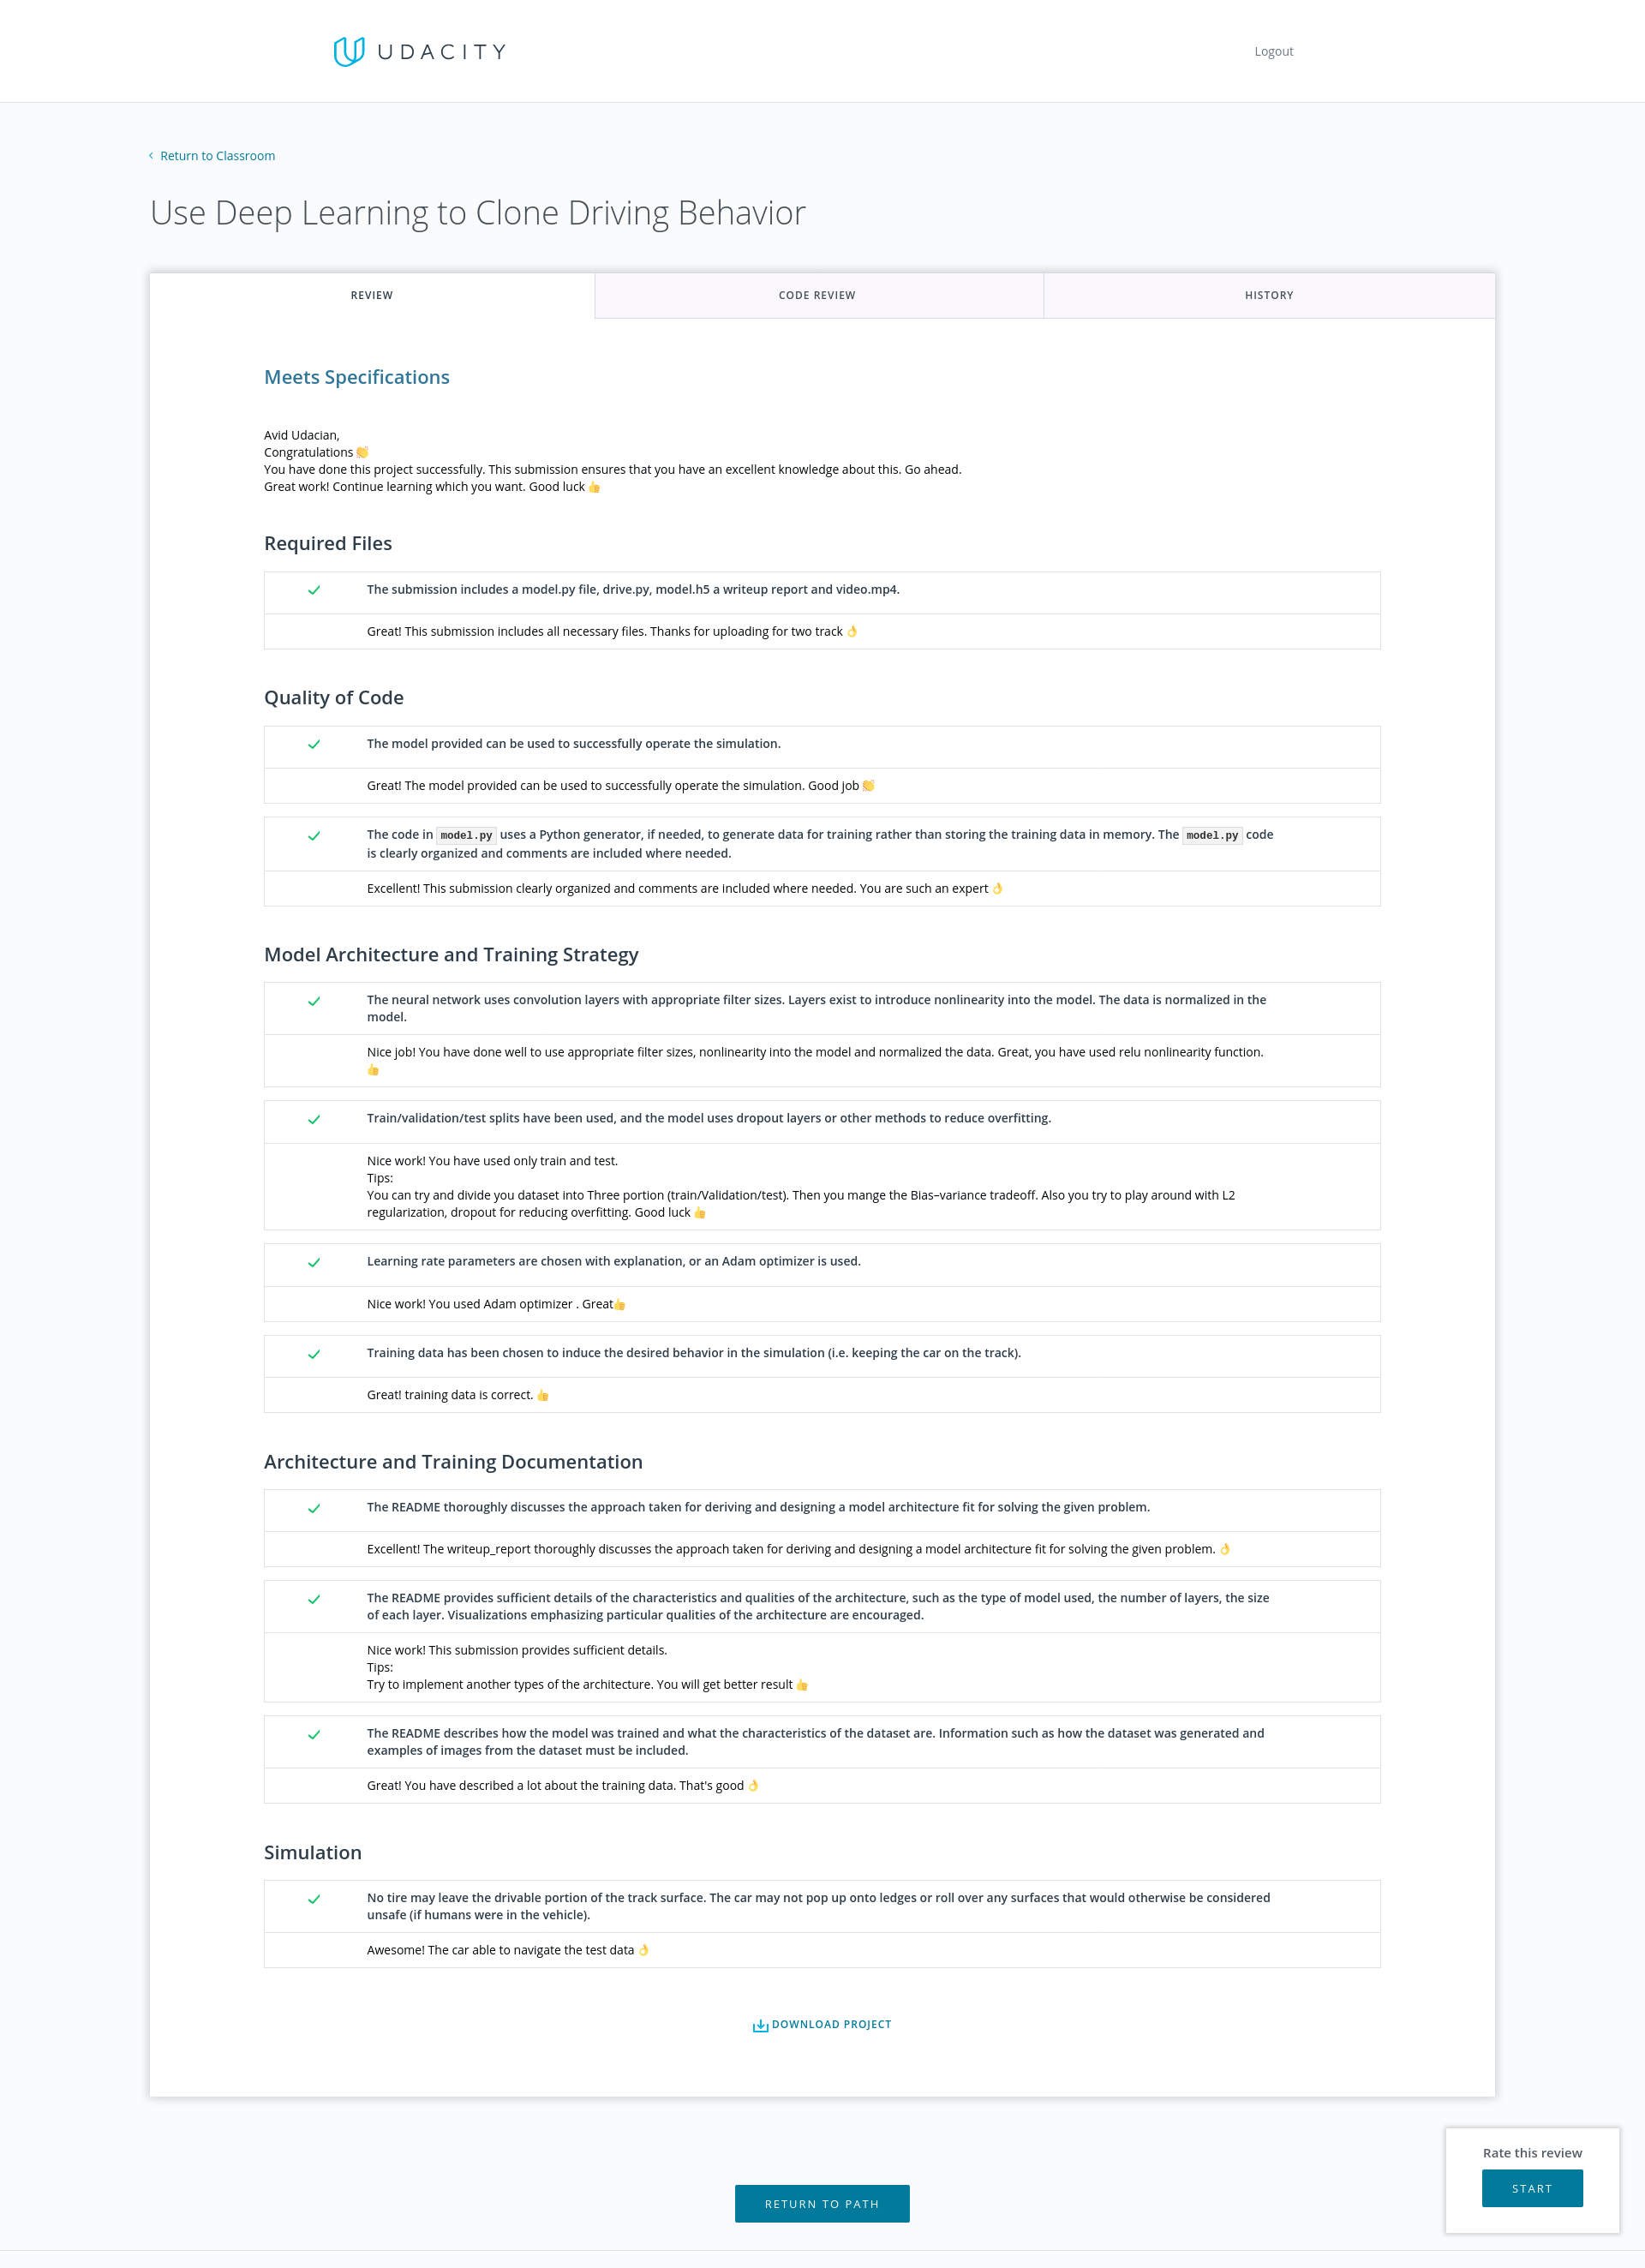 UDACITY
Logout
Return to Classroom
Use Deep Learning to Clone Driving Behavior
REVIEW
CODE REVIEW
HISTORY
Meets Specifications
Avid Udacian,
Congratulations 👏
You have done this project successfully. This submission ensures that you have an excellent knowledge about this. Go ahead.
Great work! Continue learning which you want. Good luck 👍
Required Files
The submission includes a model.py file, drive.py, model.h5 a writeup report and video.mp4.
Great! This submission includes all necessary files. Thanks for uploading for two track 👌
Quality of Code
The model provided can be used to successfully operate the simulation.
Great! The model provided can be used to successfully operate the simulation. Good job 👏
The code in model.py uses a Python generator, if needed, to generate data for training rather than storing the training data in memory. The model.py code
is clearly organized and comments are included where needed.
Excellent! This submission clearly organized and comments are included where needed. You are such an expert 👌
Model Architecture and Training Strategy
The neural network uses convolution layers with appropriate filter sizes. Layers exist to introduce nonlinearity into the model. The data is normalized in the
model.
Nice job! You have done well to use appropriate filter sizes, nonlinearity into the model and normalized the data. Great, you have used relu nonlinearity function.
👍
Train/validation/test splits have been used, and the model uses dropout layers or other methods to reduce overfitting.
Nice work! You have used only train and test.
Tips:
You can try and divide you dataset into Three portion (train/Validation/test). Then you mange the Bias–variance tradeoff. Also you try to play around with L2
regularization, dropout for reducing overfitting. Good luck 👍
Learning rate parameters are chosen with explanation, or an Adam optimizer is used.
Nice work! You used Adam optimizer . Great👍
Training data has been chosen to induce the desired behavior in the simulation (i.e. keeping the car on the track).
Great! training data is correct. 👍
Architecture and Training Documentation
The README thoroughly discusses the approach taken for deriving and designing a model architecture fit for solving the given problem.
Excellent! The writeup_report thoroughly discusses the approach taken for deriving and designing a model architecture fit for solving the given problem. 👌
The README provides sufficient details of the characteristics and qualities of the architecture, such as the type of model used, the number of layers, the size
of each layer. Visualizations emphasizing particular qualities of the architecture are encouraged.
Nice work! This submission provides sufficient details.
Tips:
Try to implement another types of the architecture. You will get better result 👍
The README describes how the model was trained and what the characteristics of the dataset are. Information such as how the dataset was generated and
examples of images from the dataset must be included.
Great! You have described a lot about the training data. That's good 👌
Simulation
No tire may leave the drivable portion of the track surface. The car may not pop up onto ledges or roll over any surfaces that would otherwise be considered
unsafe (if humans were in the vehicle).
Awesome! The car able to navigate the test data 👌
DOWNLOAD PROJECT
Rate this review
START
RETURN TO PATH